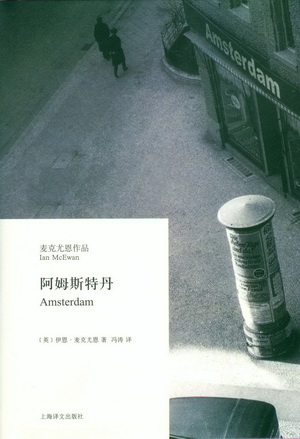 Amsterdam
麦克尤恩作品
Ian McEwan
阿姆斯特丹
Amsterdam
〔英〕伊恩·麦克尤恩 著 冯涛 译
上海译文出版社